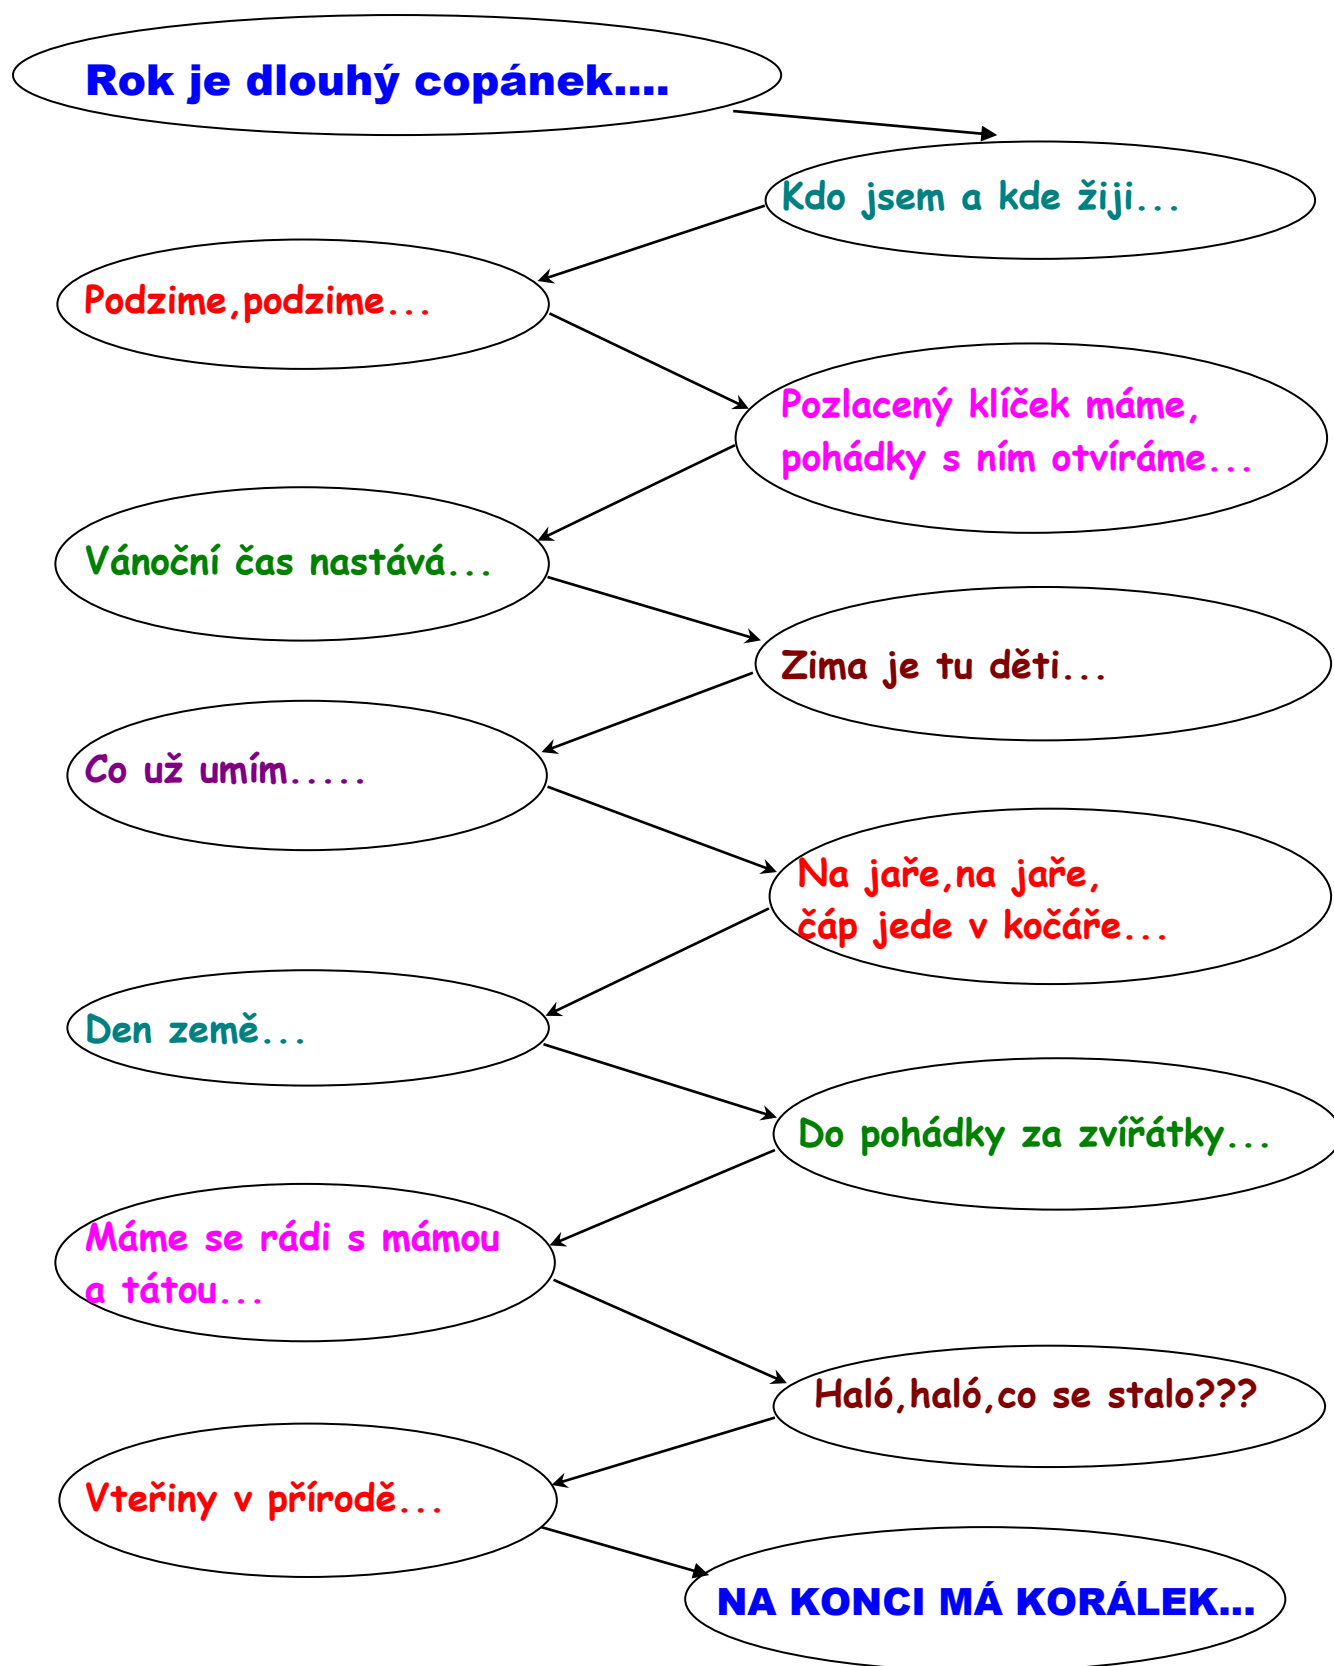 Rok je dlouhý copánek....
Kdo jsem a kde žiji...
Podzime,podzime...
Pozlacený klíček máme,
pohádky s ním otvíráme...
Vánoční čas nastává...
Zima je tu děti...
Co už umím.....
Na jaře,na jaře,
čáp jede v kočáře...
Den země...
Do pohádky za zvířátky...
Máme se rádi s mámou
a tátou...
Haló,haló,co se stalo???
Vteřiny v přírodě...
NA KONCI MÁ KORÁLEK...